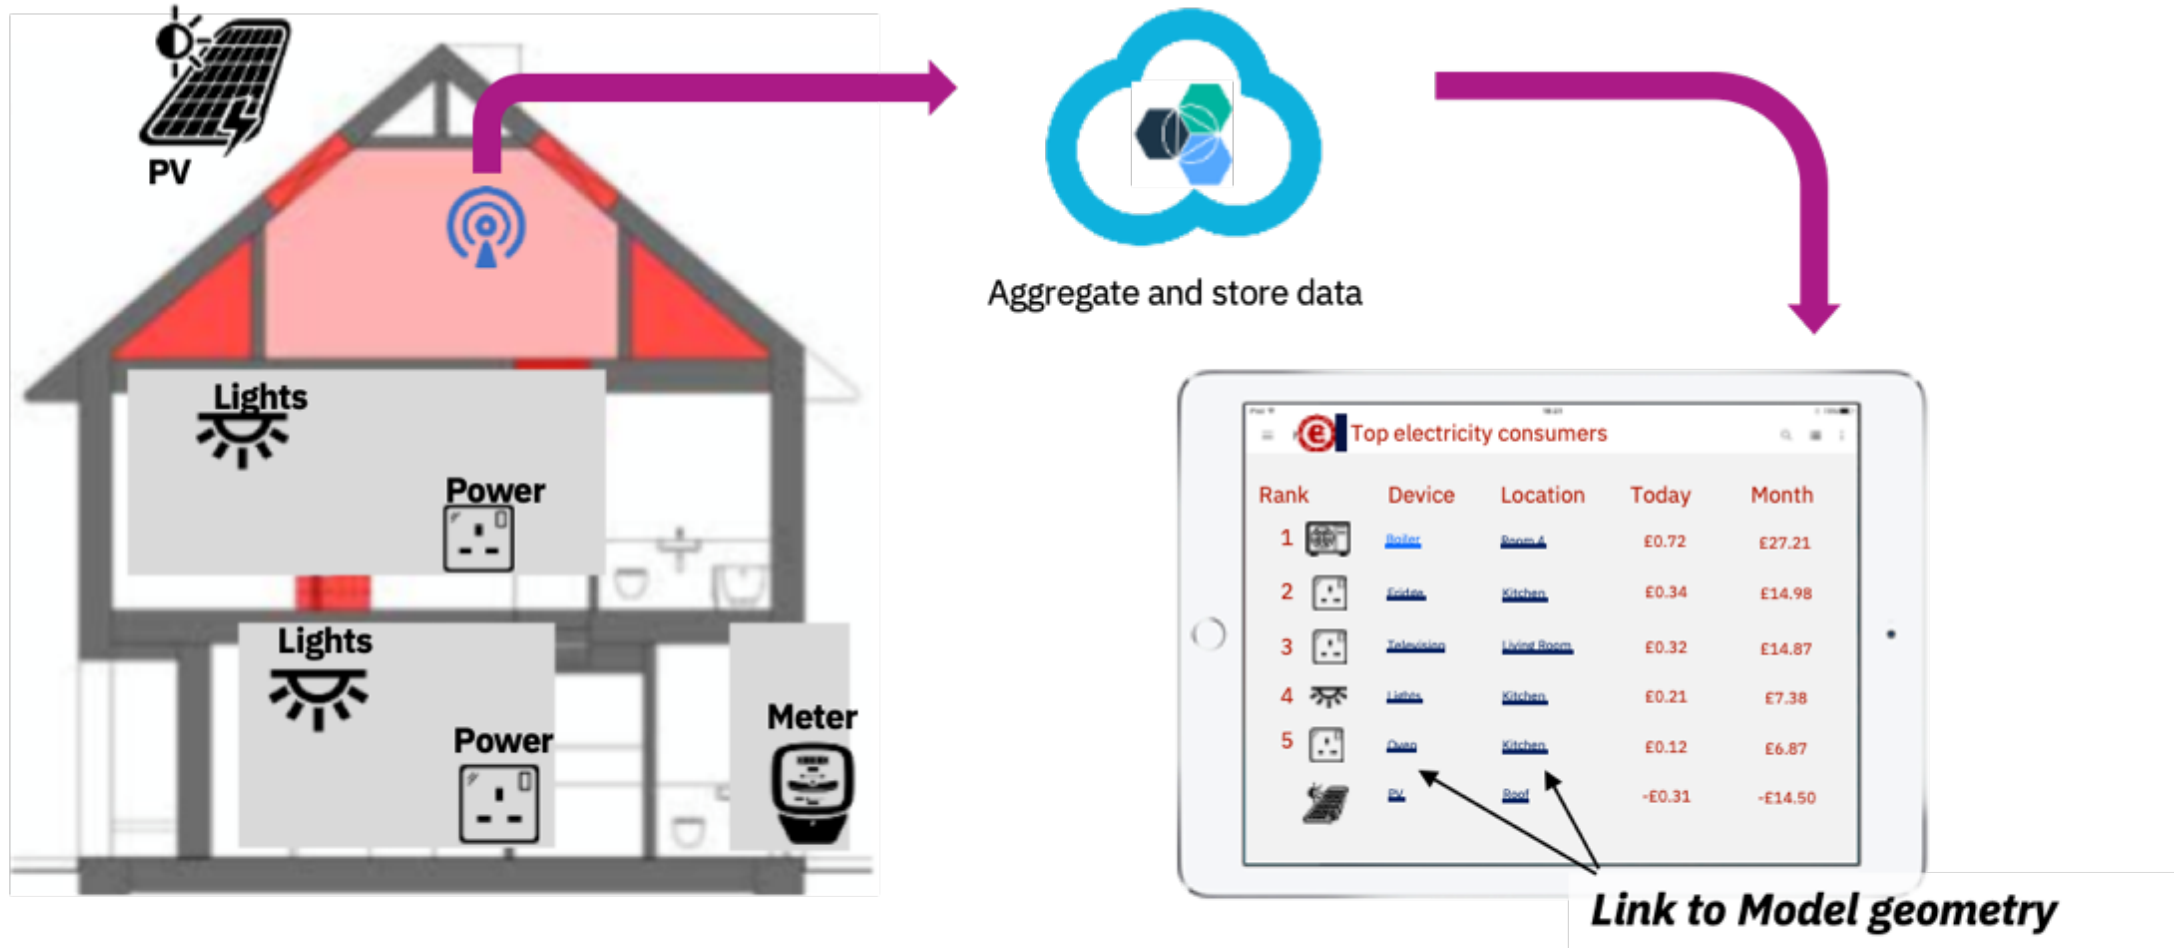 PV
Lights
Power
Lights
Power
Meter
Aggregate and store data
Top electricity consumers
Rank Device Location Today Month
1 Boiler Room 4 £0.72 £27.21
2 Fridge Kitchen £0.34 £14.98
3 Television Living Room £0.32 £14.87
4 Lights Kitchen £0.21 £7.38
5 Oven Kitchen £0.12 £6.87
PV Roof -£0.31 -£14.50
Link to Model geometry